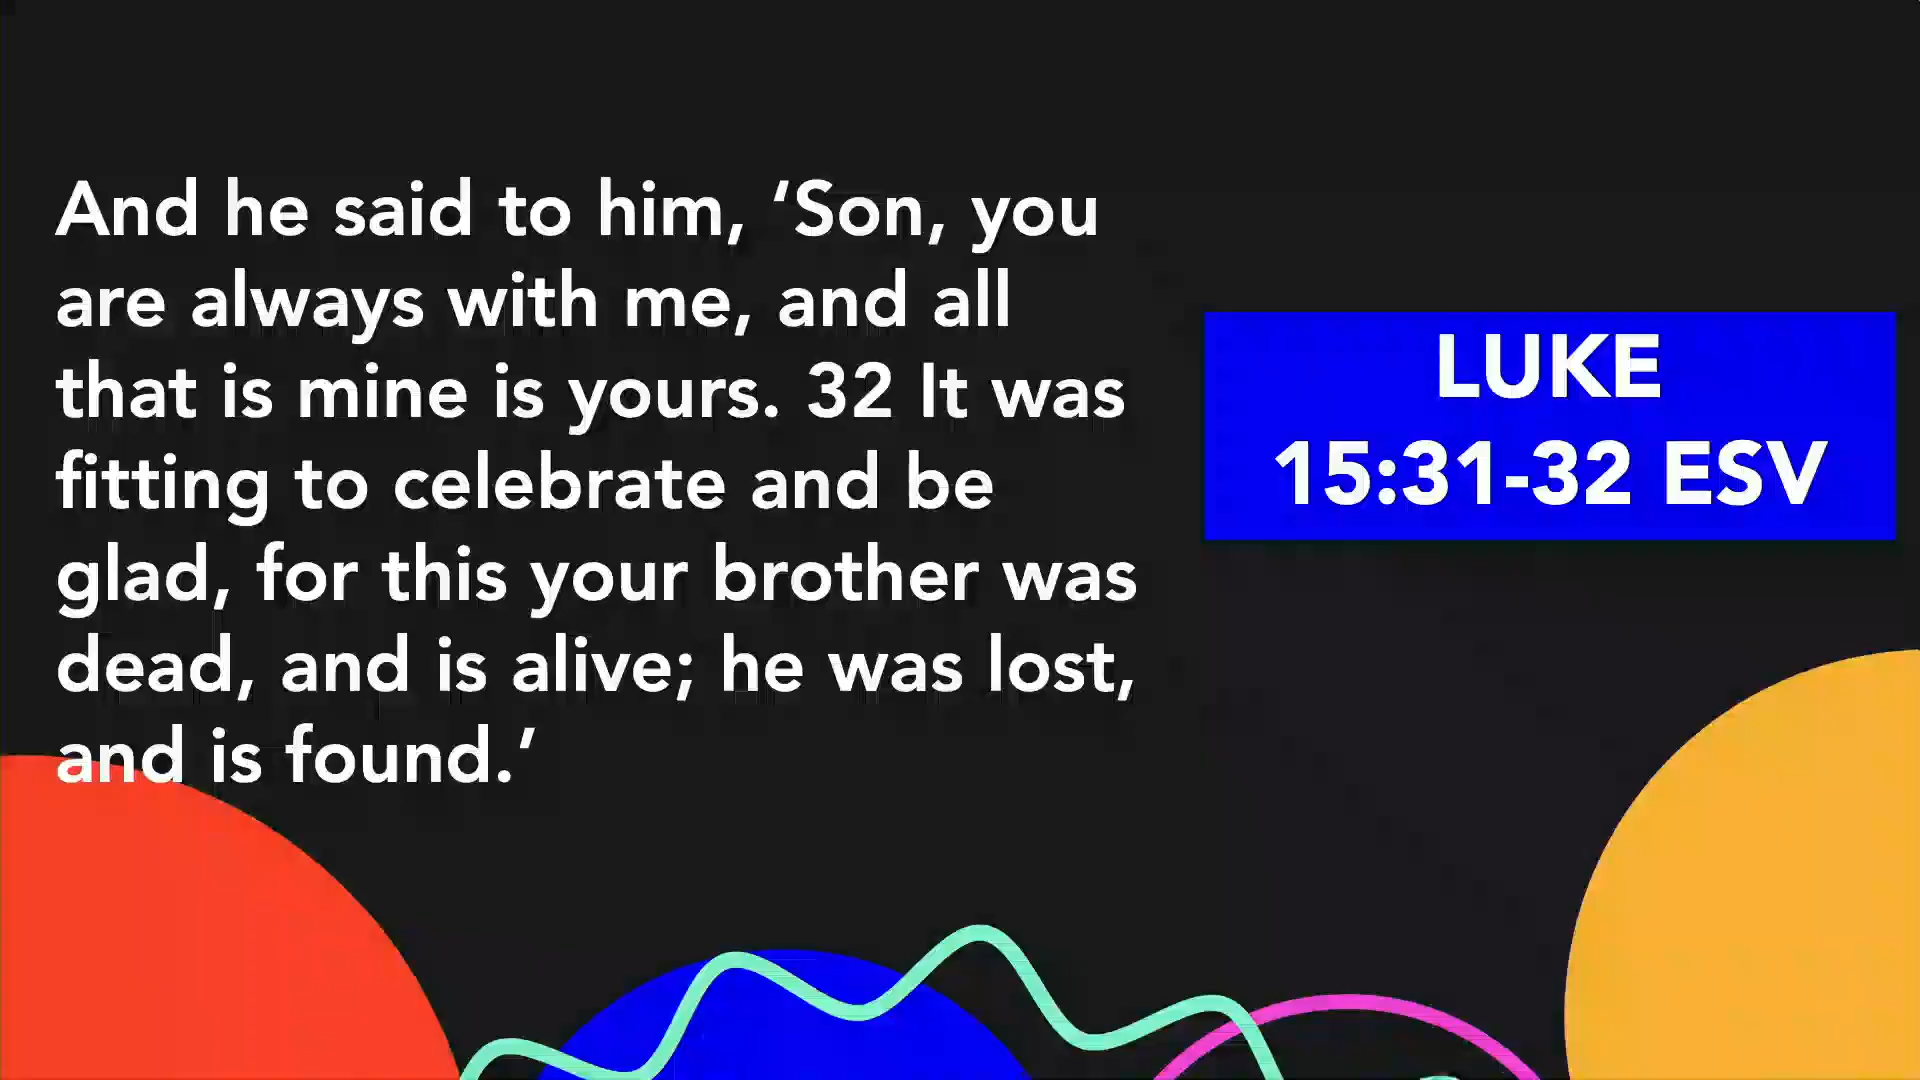 And he said to him, ‘Son, you
are always with me, and all
that is mine is yours. 32 It was
fitting to celebrate and be
glad, for this your brother was
dead, and is alive; he was lost,
and is found.’
LUKE
15:31-32 ESV